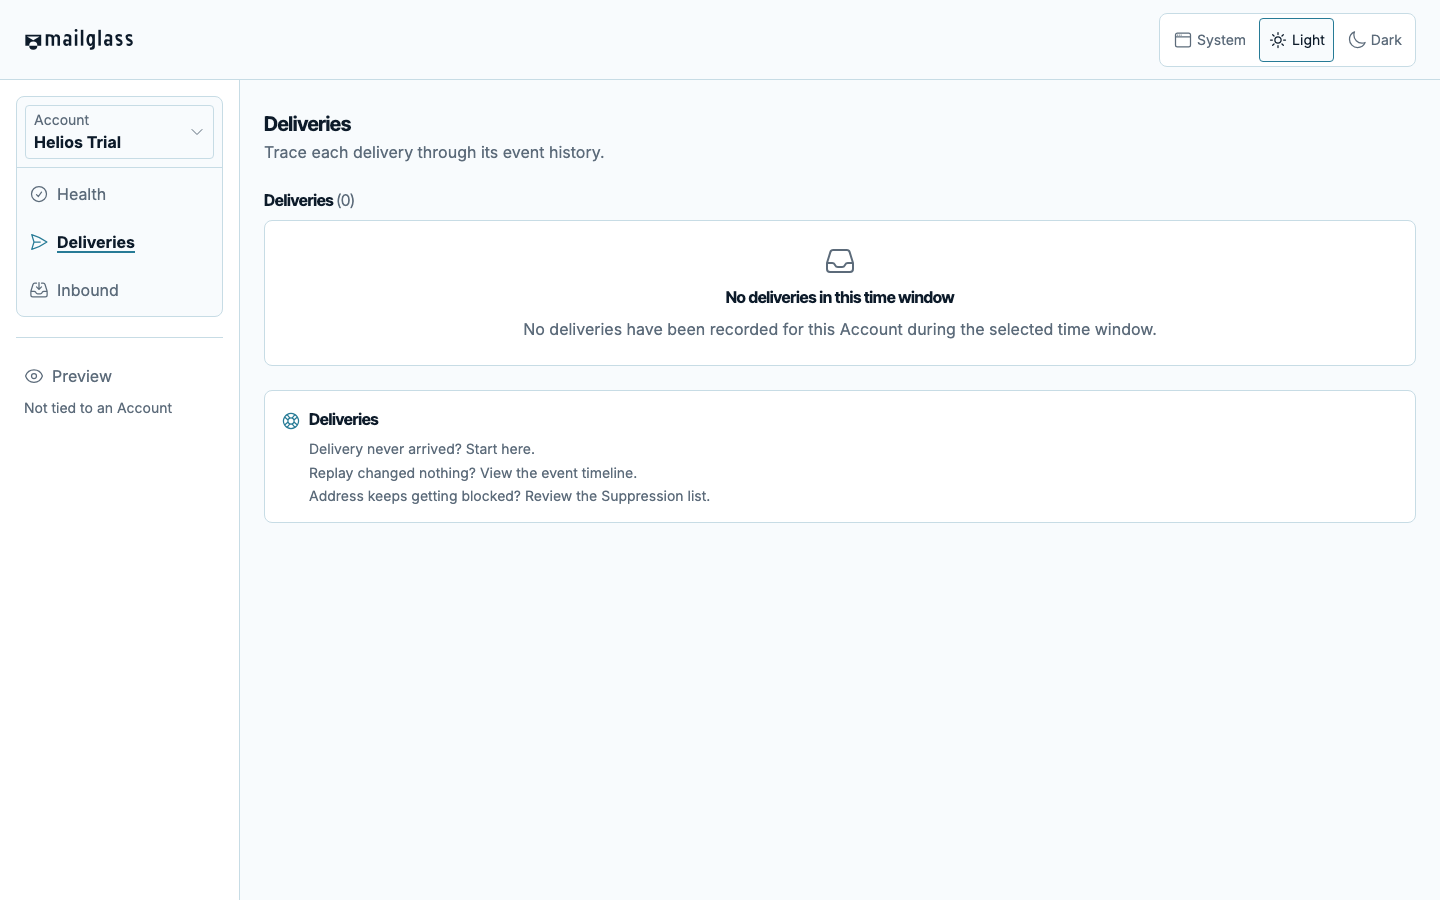 mailglass
System
Light
Dark
Account
Helios Trial
Health
Deliveries
Inbound
Preview
Not tied to an Account
Deliveries
Trace each delivery through its event history.
Deliveries (0)
No deliveries in this time window
No deliveries have been recorded for this Account during the selected time window.
Deliveries
Delivery never arrived? Start here.
Replay changed nothing? View the event timeline.
Address keeps getting blocked? Review the Suppression list.